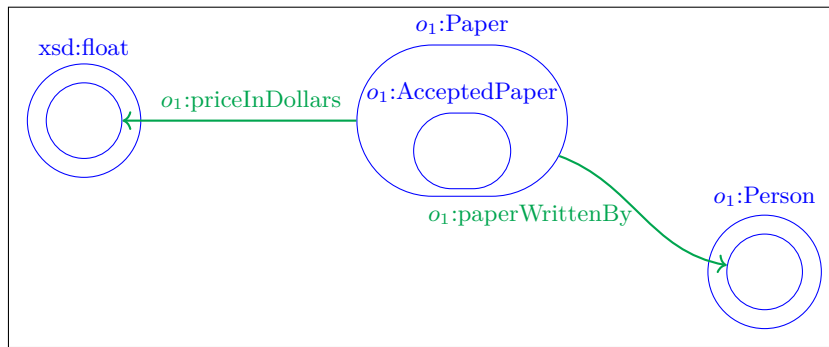 o₁:Paper
xsd:float
o₁:AcceptedPaper
o₁:priceInDollars
o₁:Person
o₁:paperWrittenBy